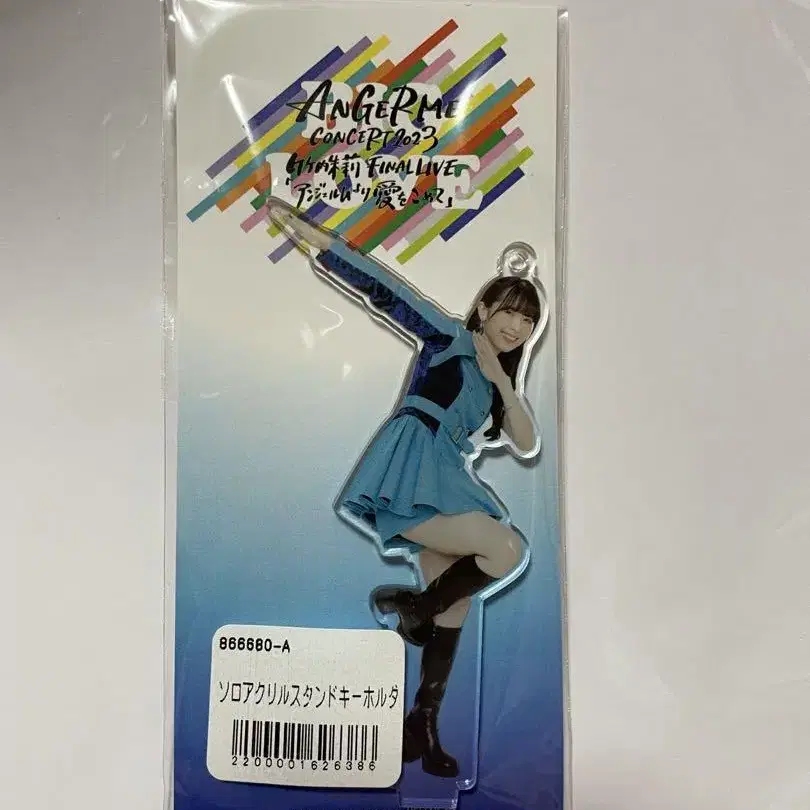 ANGERME
CONCERT 2023
BIG
LOVE
竹内朱莉 FINAL LIVE
「アンジュルムより愛をこめて」
866680-A
ソロアクリルスタンドキーホルダ
2200001626386